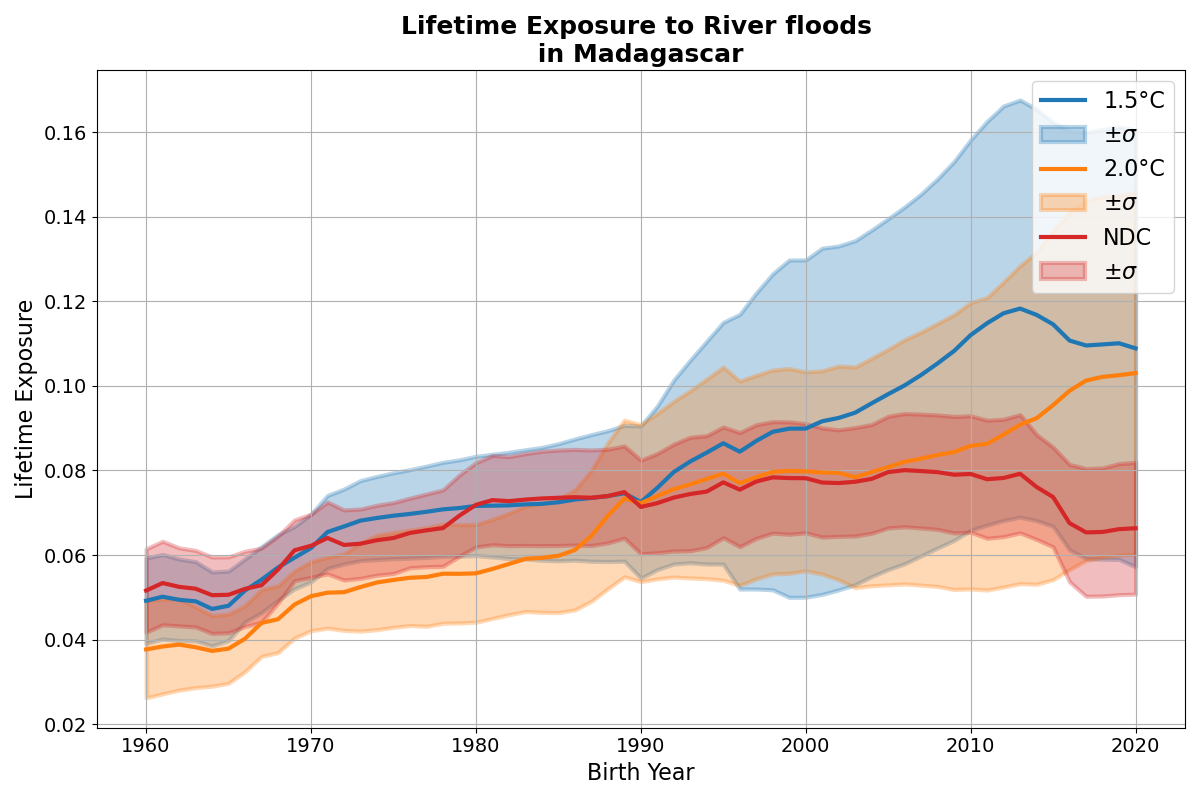 Lifetime Exposure to River floods
in Madagascar
Lifetime Exposure
0.16
0.14
0.12
0.10
0.08
0.06
0.04
0.02
1960
1970
1980
1990
2000
2010
2020
Birth Year
1.5°C
±σ
2.0°C
±σ
NDC
±σ